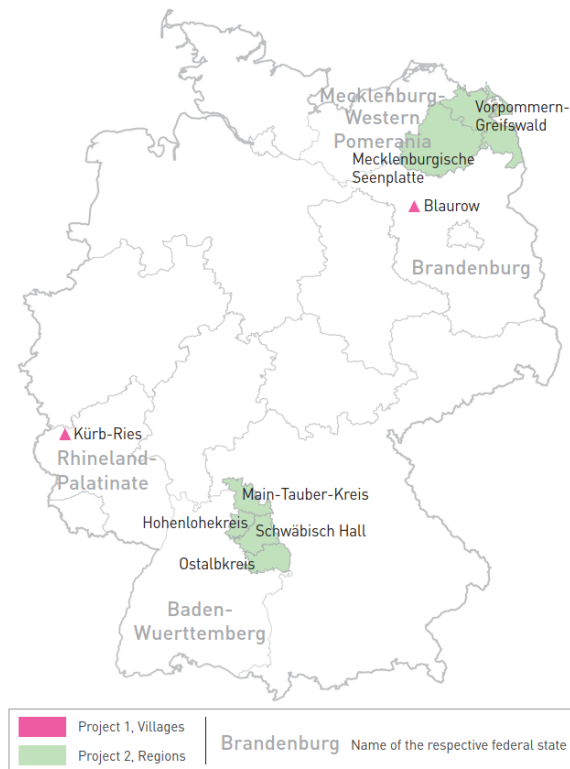 Mecklenburg-
Western
Pomerania
Vorpommern-
Greifswald
Mecklenburgische
Seenplatte
Blaurow
Brandenburg
Kürb-Ries
Rhineland-
Palatinate
Main-Tauber-Kreis
Hohenlohekreis
Schwäbisch Hall
Ostalbkreis
Baden-
Wuerttemberg
Project 1, Villages
Project 2, Regions
Brandenburg Name of the respective federal state